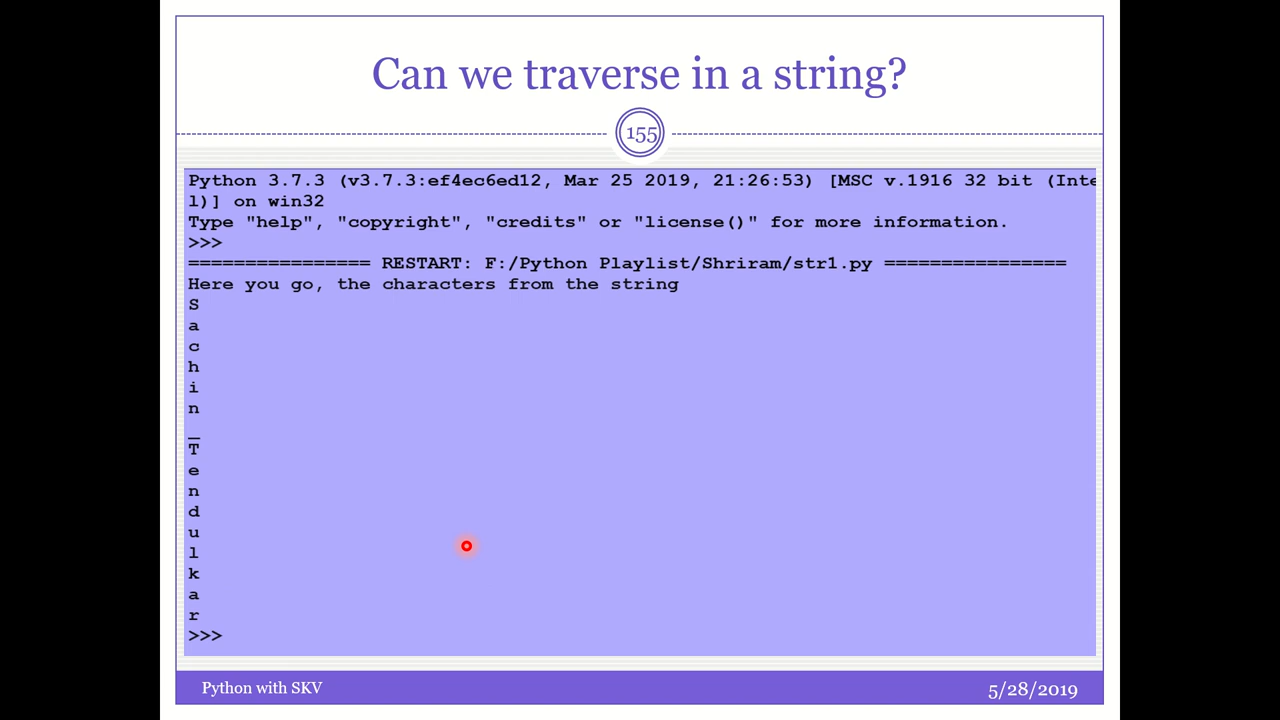 Can we traverse in a string?
155
Python 3.7.3 (v3.7.3:ef4ec6ed12, Mar 25 2019, 21:26:53) [MSC v.1916 32 bit (Inte
l)] on win32
Type "help", "copyright", "credits" or "license()" for more information.
>>>
================ RESTART: F:/Python Playlist/Shriram/str1.py ================
Here you go, the characters from the string
S
a
c
h
i
n
_
T
e
n
d
u
l
k
a
r
>>>
Python with SKV
5/28/2019